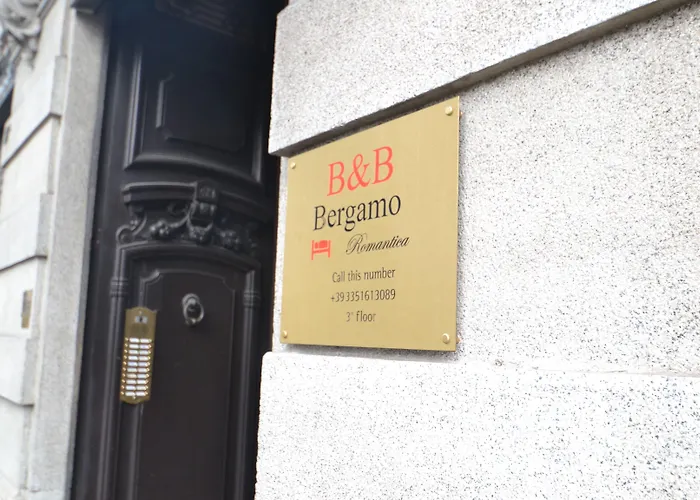 B&B
Bergamo
Romantica
Call this number
+393351613089
3° floor